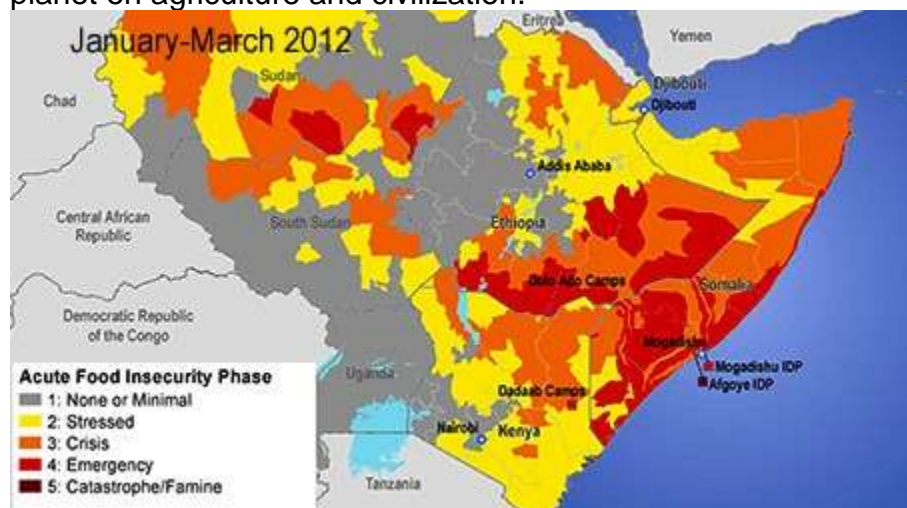 planet on agriculture and civilization.
January-March 2012
Eritrea
Yemen
Sudan
Chad
Djibouti
Djibouti
Addis Ababa
Central African
Republic
South Sudan
Ethiopia
Dolo Ado Camps
Somalia
Democratic Republic
of the Congo
Mogadishu
Mogadishu IDP
Afgoye IDP
Uganda
Dadaab Camps
Nairobi
Kenya
Tanzania
Acute Food Insecurity Phase
1: None or Minimal
2: Stressed
3: Crisis
4: Emergency
5: Catastrophe/Famine